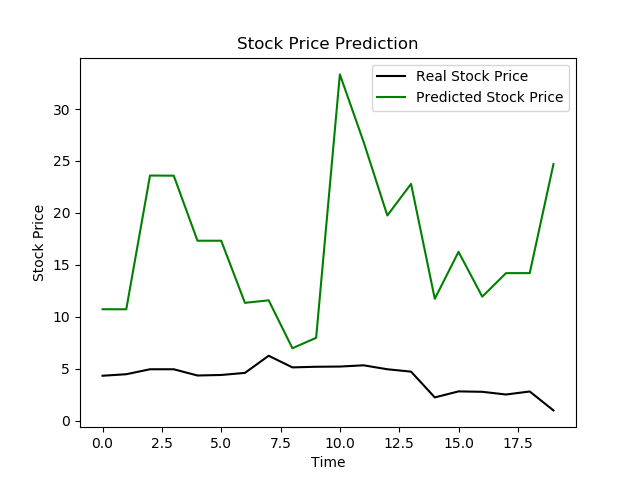 Stock Price Prediction
Real Stock Price
Predicted Stock Price
Stock Price
30
25
20
15
10
5
0
0.0 2.5 5.0 7.5 10.0 12.5 15.0 17.5
Time